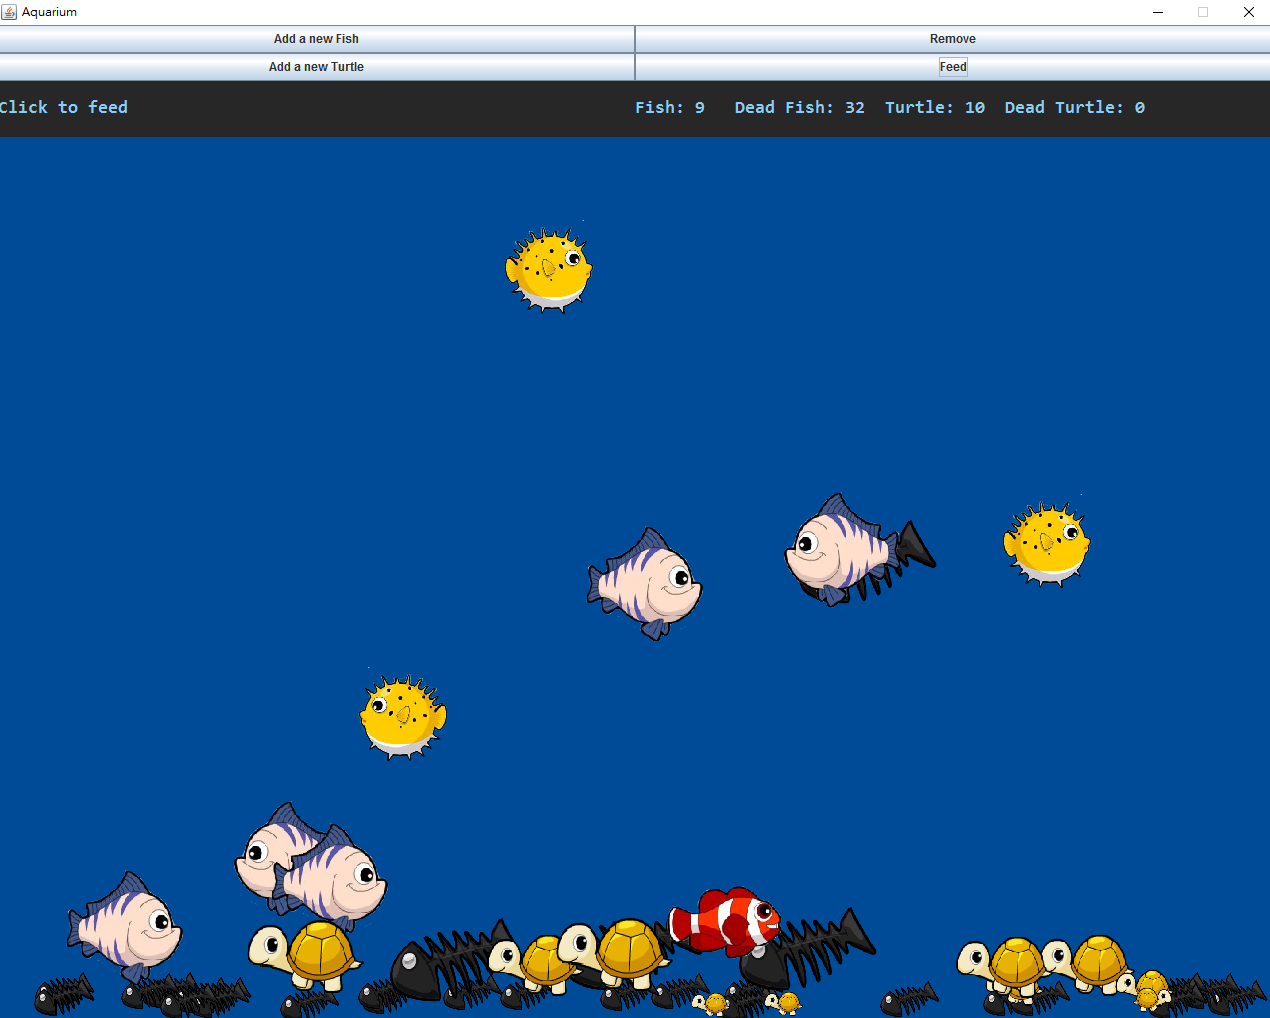 Aquarium
Add a new Fish
Remove
Add a new Turtle
Feed
Click to feed
Fish: 9 Dead Fish: 32 Turtle: 10 Dead Turtle: 0